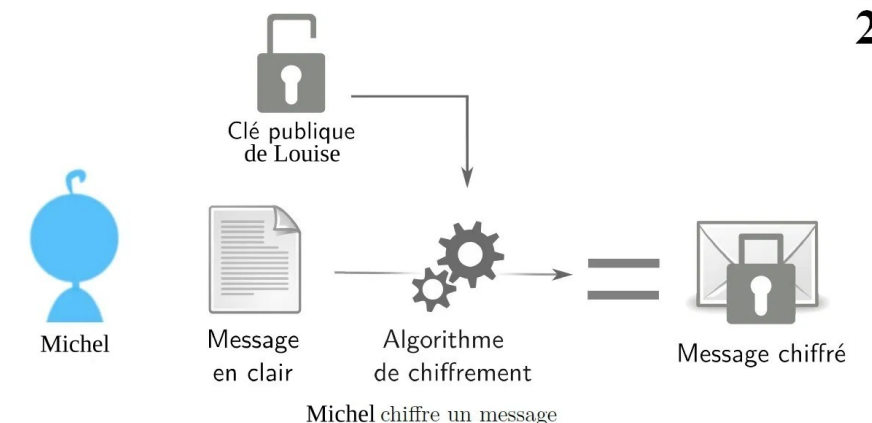 2
Clé publique
de Louise
Michel
Message
en clair
Algorithme
de chiffrement
Message chiffré
Michel chiffre un message